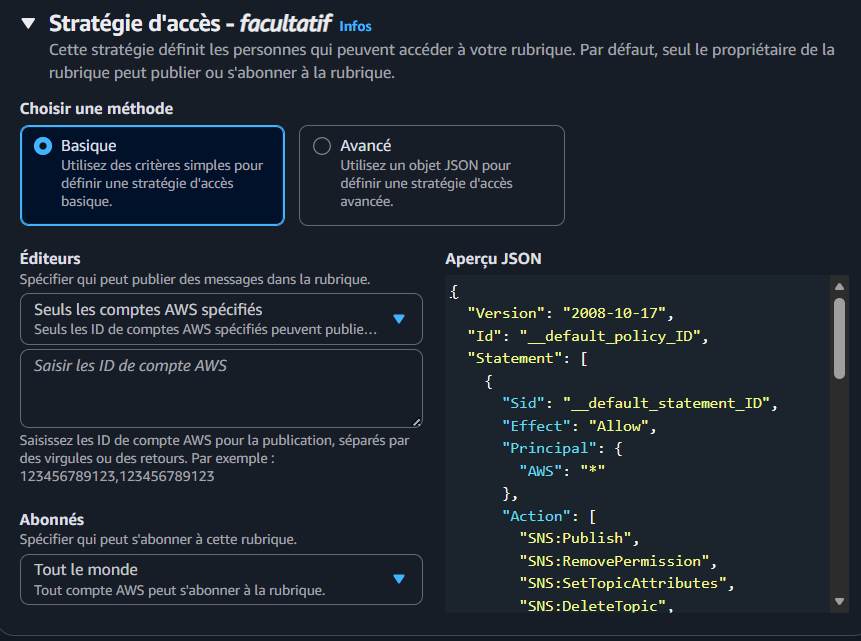 Stratégie d'accès - facultatif Infos
Cette stratégie définit les personnes qui peuvent accéder à votre rubrique. Par défaut, seul le propriétaire de la
rubrique peut publier ou s'abonner à la rubrique.
Choisir une méthode
Basique
Utilisez des critères simples pour
définir une stratégie d'accès
basique.
Avancé
Utilisez un objet JSON pour
définir une stratégie d'accès
avancée.
Éditeurs
Spécifier qui peut publier des messages dans la rubrique.
Seuls les comptes AWS spécifiés
Seuls les ID de comptes AWS spécifiés peuvent publie...
Saisir les ID de compte AWS
Saisissez les ID de compte AWS pour la publication, séparés par
des virgules ou des retours. Par exemple :
123456789123,123456789123
Abonnés
Spécifier qui peut s'abonner à cette rubrique.
Tout le monde
Tout compte AWS peut s'abonner à la rubrique.
Aperçu JSON
{
"Version": "2008-10-17",
"Id": "__default_policy_ID",
"Statement": [
{
"Sid": "__default_statement_ID",
"Effect": "Allow",
"Principal": {
"AWS": "*"
},
"Action": [
"SNS:Publish",
"SNS:RemovePermission",
"SNS:SetTopicAttributes",
"SNS:DeleteTopic",